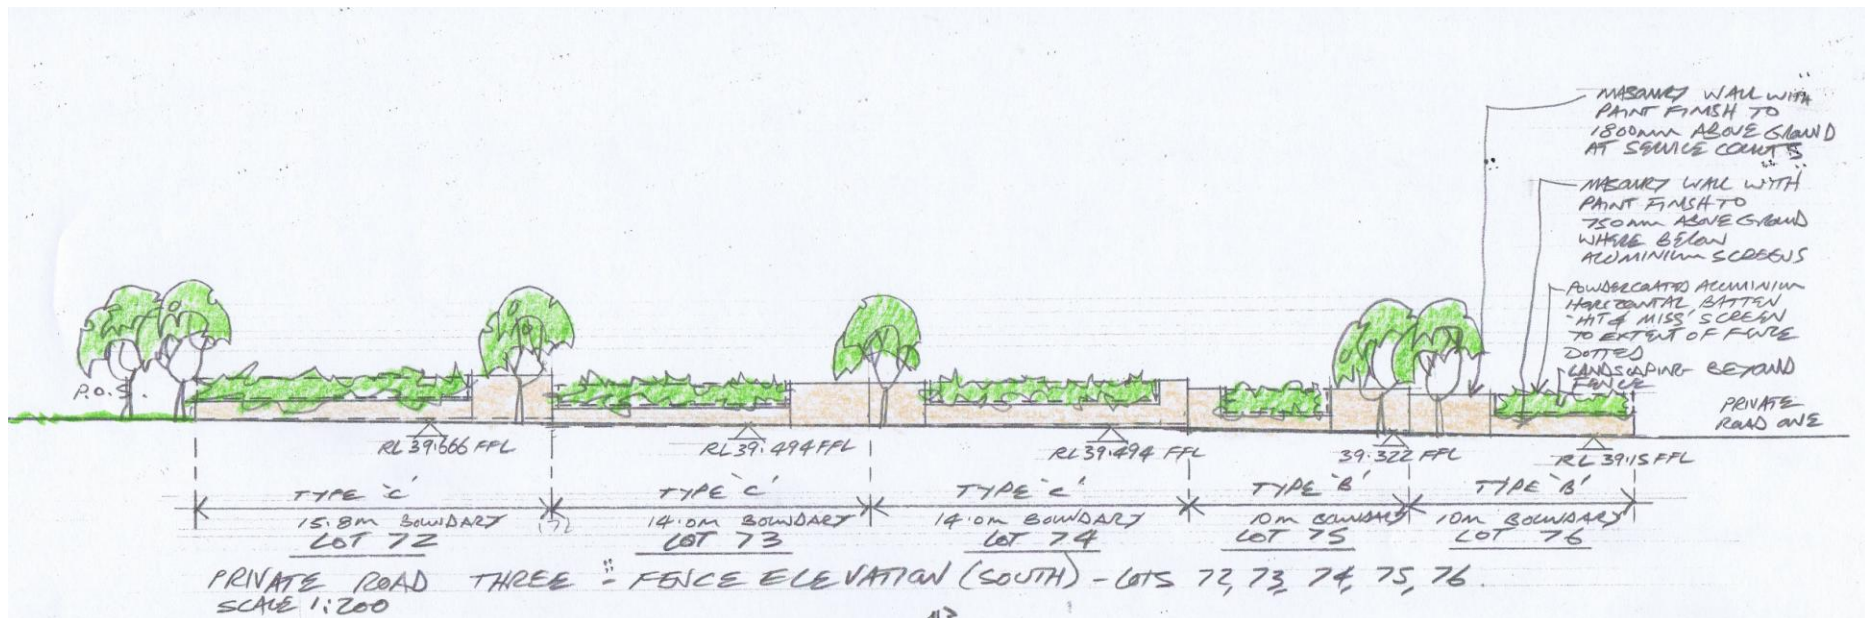 MASONRY WALL WITH
PAINT FINISH TO
1800mm ABOVE GROUND
AT SERVICE COURTS
MASONRY WALL WITH
PAINT FINISH TO
750mm ABOVE GROUND
WHERE BELOW
ALUMINIUM SCREENS
POWDERCOATED ALUMINIUM
HORIZONTAL BATTEN
'HIT & MISS' SCREEN
TO EXTENT OF FENCE
DOTTED
LANDSCAPING BEYOND
FENCE
P.O.S.
PRIVATE
ROAD ONE
RL 39.666 FFL
RL 39.494 FFL
RL 39.494 FFL
39.322 FFL
RL 39.15 FFL
TYPE 'C'
TYPE 'C'
TYPE 'C'
TYPE 'B'
TYPE 'B'
15.8m BOUNDARY
14.0m BOUNDARY
14.0m BOUNDARY
10m BOUNDARY
10m BOUNDARY
LOT 72
LOT 73
LOT 74
LOT 75
LOT 76
PRIVATE ROAD THREE - FENCE ELEVATION (SOUTH) - LOTS 72, 73, 74, 75, 76.
SCALE 1:200